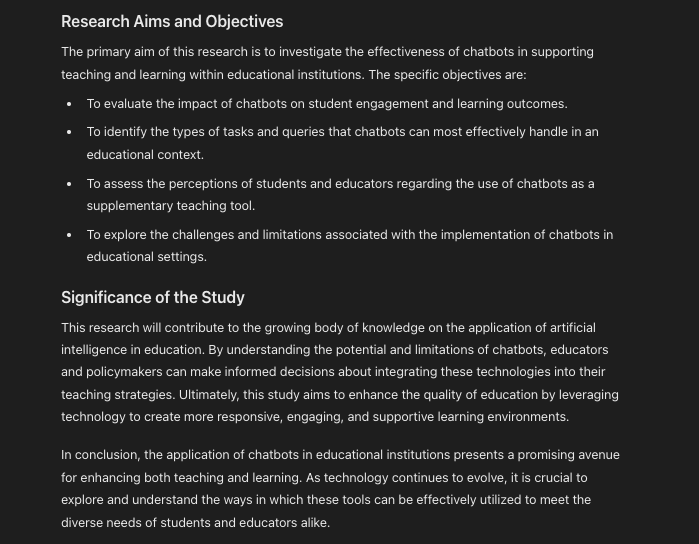 Research Aims and Objectives
The primary aim of this research is to investigate the effectiveness of chatbots in supporting
teaching and learning within educational institutions. The specific objectives are:
• To evaluate the impact of chatbots on student engagement and learning outcomes.
• To identify the types of tasks and queries that chatbots can most effectively handle in an
educational context.
• To assess the perceptions of students and educators regarding the use of chatbots as a
supplementary teaching tool.
• To explore the challenges and limitations associated with the implementation of chatbots in
educational settings.
Significance of the Study
This research will contribute to the growing body of knowledge on the application of artificial
intelligence in education. By understanding the potential and limitations of chatbots, educators
and policymakers can make informed decisions about integrating these technologies into their
teaching strategies. Ultimately, this study aims to enhance the quality of education by leveraging
technology to create more responsive, engaging, and supportive learning environments.
In conclusion, the application of chatbots in educational institutions presents a promising avenue
for enhancing both teaching and learning. As technology continues to evolve, it is crucial to
explore and understand the ways in which these tools can be effectively utilized to meet the
diverse needs of students and educators alike.